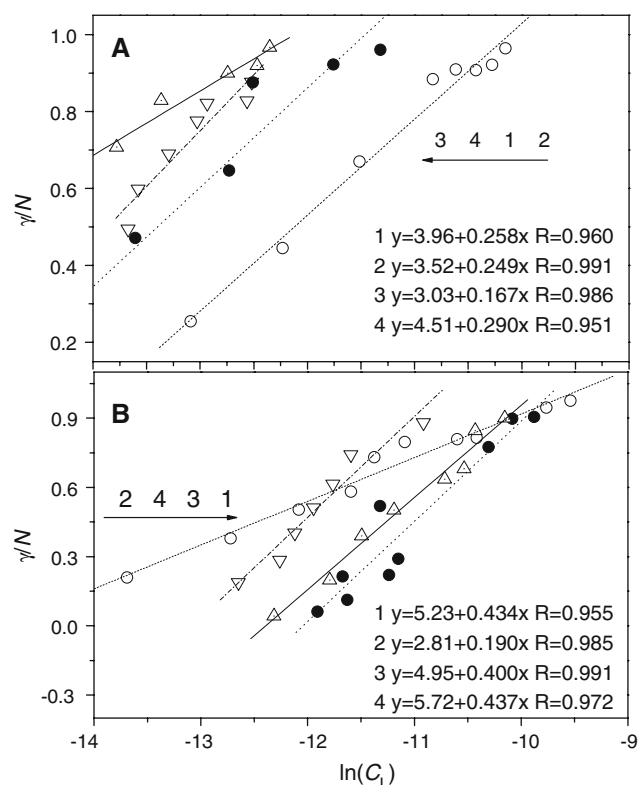 A
1.0
0.8
0.6
0.4
0.2
γ/N
3 4 1 2
1 y=3.96+0.258x R=0.960
2 y=3.52+0.249x R=0.991
3 y=3.03+0.167x R=0.986
4 y=4.51+0.290x R=0.951
B
0.9
0.6
0.3
0.0
-0.3
γ/N
2 4 3 1
1 y=5.23+0.434x R=0.955
2 y=2.81+0.190x R=0.985
3 y=4.95+0.400x R=0.991
4 y=5.72+0.437x R=0.972
-14 -13 -12 -11 -10 -9
ln(C_L)